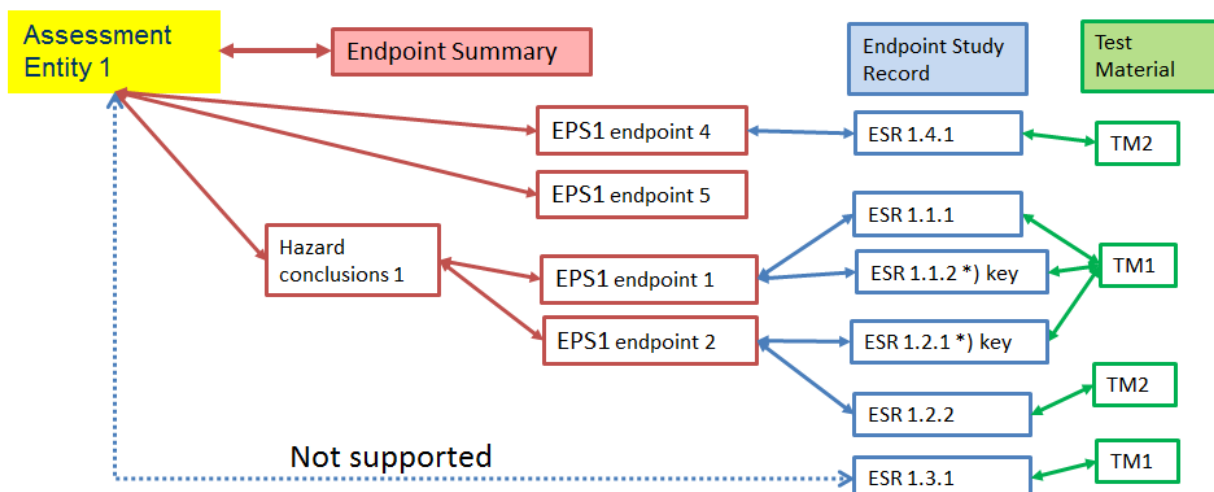 Assessment
Entity 1
Endpoint Summary
Endpoint Study
Record
Test
Material
EPS1 endpoint 4
ESR 1.4.1
TM2
EPS1 endpoint 5
ESR 1.1.1
Hazard
conclusions 1
EPS1 endpoint 1
ESR 1.1.2 *) key
TM1
EPS1 endpoint 2
ESR 1.2.1 *) key
TM2
ESR 1.2.2
Not supported
ESR 1.3.1
TM1